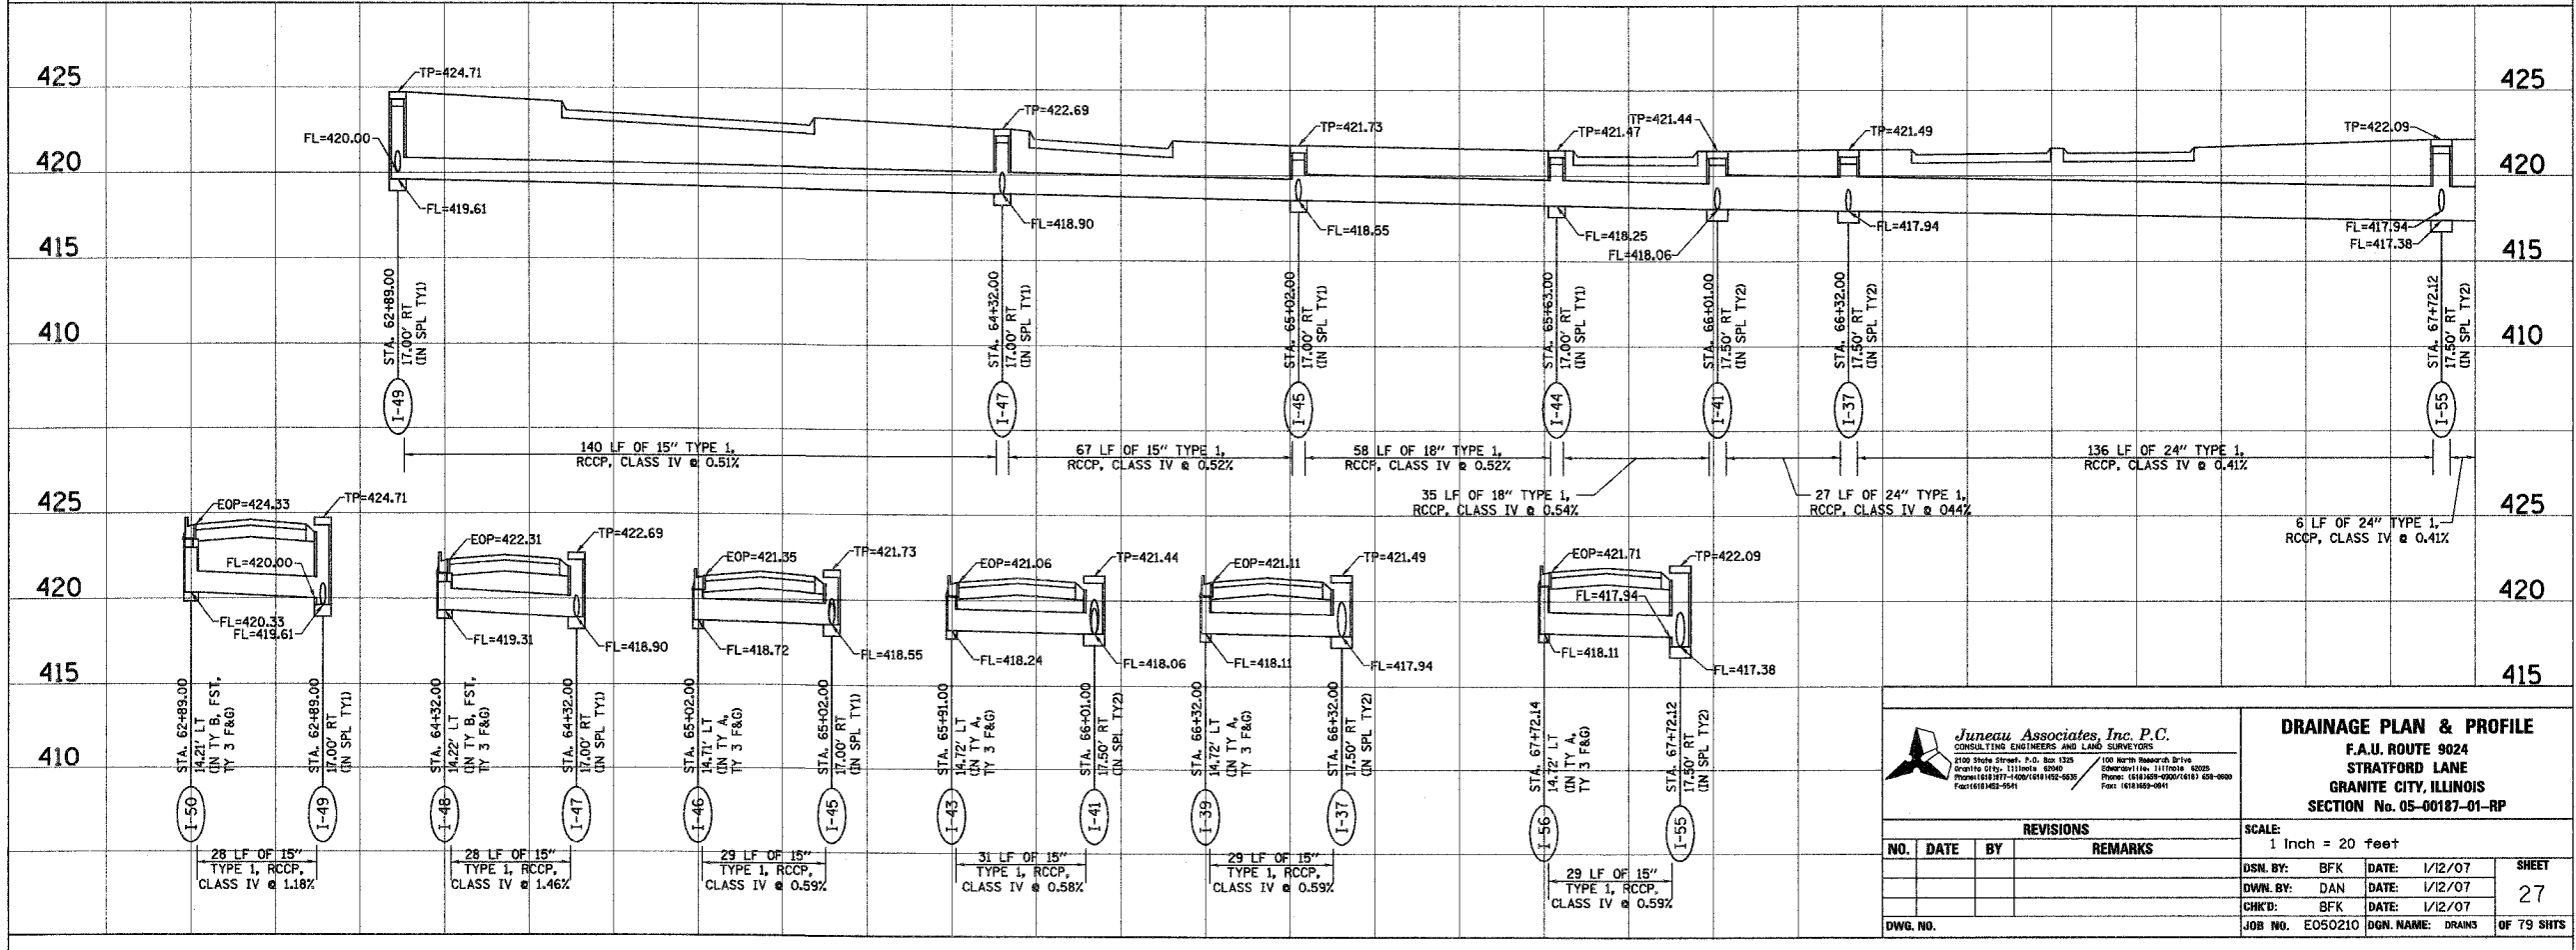 425
425
420
420
415
415
410
410
TP=424.71
FL=420.00
FL=419.61
TP=422.69
FL=418.90
TP=421.73
FL=418.55
TP=421.47
FL=418.25
TP=421.44
FL=418.06
TP=421.49
FL=417.94
TP=422.09
FL=417.94
FL=417.38
STA. 62+89.00
17.00' RT
(IN SPL TY1)
I-49
STA. 64+32.00
17.00' RT
(IN SPL TY1)
I-47
STA. 65+02.00
17.00' RT
(IN SPL TY1)
I-45
STA. 65+63.00
17.00' RT
(IN SPL TY1)
I-44
STA. 66+01.00
17.50' RT
(IN SPL TY2)
I-41
STA. 66+32.00
17.50' RT
(IN SPL TY2)
I-37
STA. 67+72.12
17.50' RT
(IN SPL TY2)
I-55
140 LF OF 15" TYPE 1,
RCCP, CLASS IV @ 0.51%
67 LF OF 15" TYPE 1,
RCCP, CLASS IV @ 0.52%
58 LF OF 18" TYPE 1,
RCCP, CLASS IV @ 0.52%
35 LF OF 18" TYPE 1,
RCCP, CLASS IV @ 0.54%
27 LF OF 24" TYPE 1,
RCCP, CLASS IV @ 044%
136 LF OF 24" TYPE 1,
RCCP, CLASS IV @ 0.41%
6 LF OF 24" TYPE 1,
RCCP, CLASS IV @ 0.41%
425
425
420
420
415
415
410
EOP=424.33
TP=424.71
FL=420.00
FL=420.33
FL=419.61
STA. 62+89.00
14.21' LT
(IN TY B, FST,
TY 3 F&G)
I-50
STA. 62+89.00
17.00' RT
(IN SPL TY1)
I-49
28 LF OF 15"
TYPE 1, RCCP,
CLASS IV @ 1.18%
EOP=422.31
TP=422.69
FL=419.31
FL=418.90
STA. 64+32.00
14.22' LT
(IN TY B, FST,
TY 3 F&G)
I-48
STA. 64+32.00
17.00' RT
(IN SPL TY1)
I-47
28 LF OF 15"
TYPE 1, RCCP,
CLASS IV @ 1.46%
EOP=421.35
TP=421.73
FL=418.72
FL=418.55
STA. 65+02.00
14.71' LT
(IN TY A,
TY 3 F&G)
I-46
STA. 65+02.00
17.00' RT
(IN SPL TY1)
I-45
29 LF OF 15"
TYPE 1, RCCP,
CLASS IV @ 0.59%
EOP=421.06
TP=421.44
FL=418.24
FL=418.06
STA. 65+91.00
14.72' LT
(IN TY A,
TY 3 F&G)
I-43
STA. 66+01.00
17.50' RT
(IN SPL TY2)
I-41
31 LF OF 15"
TYPE 1, RCCP,
CLASS IV @ 0.58%
EOP=421.11
TP=421.49
FL=418.11
FL=417.94
STA. 66+32.00
14.72' LT
(IN TY A,
TY 3 F&G)
I-39
STA. 66+32.00
17.50' RT
(IN SPL TY2)
I-37
29 LF OF 15"
TYPE 1, RCCP,
CLASS IV @ 0.59%
EOP=421.71
TP=422.09
FL=417.94
FL=418.11
FL=417.38
STA. 67+72.14
14.72' LT
(IN TY A,
TY 3 F&G)
I-56
STA. 67+72.12
17.50' RT
(IN SPL TY2)
I-55
29 LF OF 15"
TYPE 1, RCCP,
CLASS IV @ 0.59%
Juneau Associates, Inc. P.C.
CONSULTING ENGINEERS AND LAND SURVEYORS
2100 State Street, P.O. Box 1325
Granite City, Illinois 62040
100 North Research Drive
Edwardsville, Illinois 62025
DRAINAGE PLAN & PROFILE
F.A.U. ROUTE 9024
STRATFORD LANE
GRANITE CITY, ILLINOIS
SECTION No. 05-00187-01-RP
REVISIONS
NO. DATE BY REMARKS
DWG. NO.
SCALE:
1 Inch = 20 feet
DSN. BY: BFK DATE: 1/12/07
DWN. BY: DAN DATE: 1/12/07
CHK'D: BFK DATE: 1/12/07
JOB NO. E050210 DGN. NAME: DRAIN3
SHEET
27
OF 79 SHTS